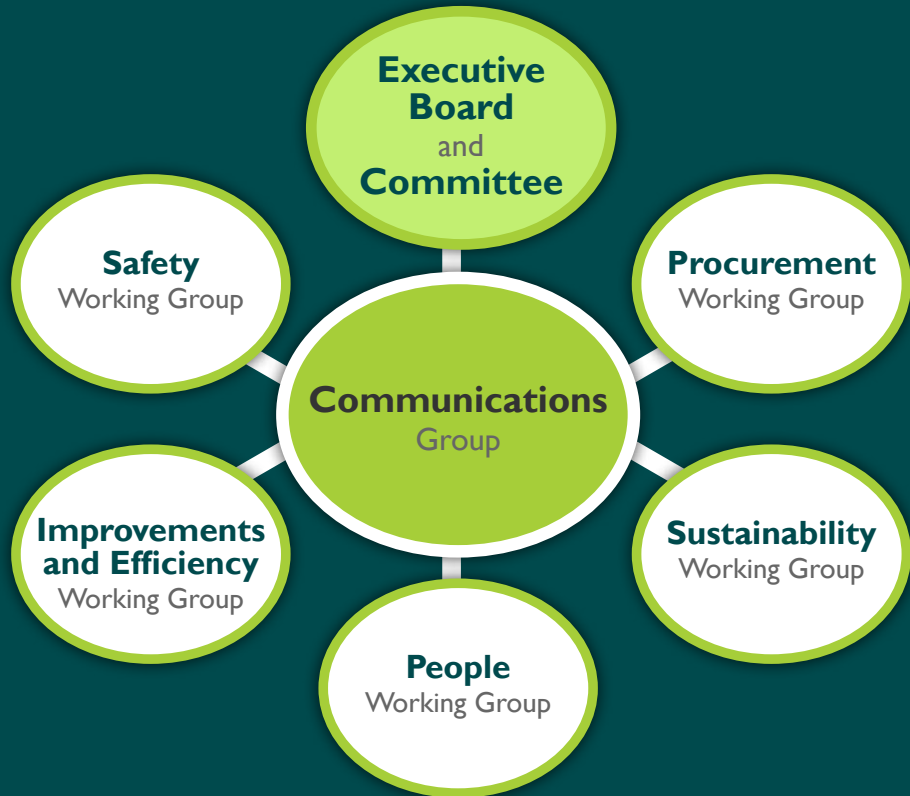 Executive
Board
and
Committee
Safety
Working Group
Procurement
Working Group
Communications
Group
Improvements
and Efficiency
Working Group
Sustainability
Working Group
People
Working Group